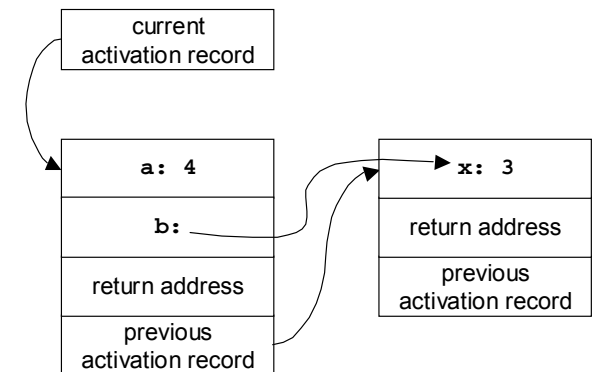 current
activation record
a: 4
b:
return address
previous
activation record
x: 3
return address
previous
activation record